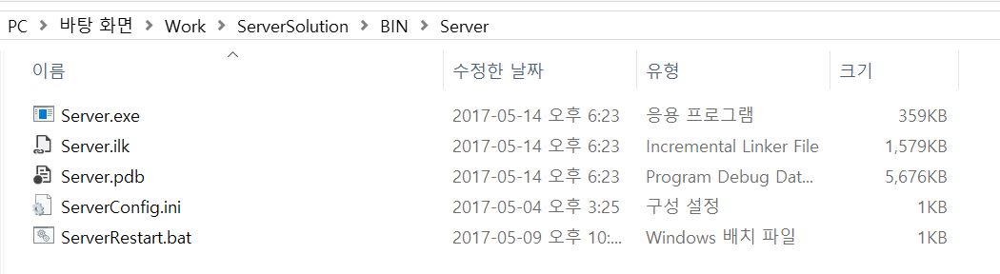 PC > 바탕 화면 > Work > ServerSolution > BIN > Server
이름 수정한 날짜 유형 크기
Server.exe 2017-05-14 오후 6:23 응용 프로그램 359KB
Server.ilk 2017-05-14 오후 6:23 Incremental Linker File 1,579KB
Server.pdb 2017-05-14 오후 6:23 Program Debug Dat... 5,676KB
ServerConfig.ini 2017-05-04 오후 3:25 구성 설정 1KB
ServerRestart.bat 2017-05-09 오후 10:... Windows 배치 파일 1KB